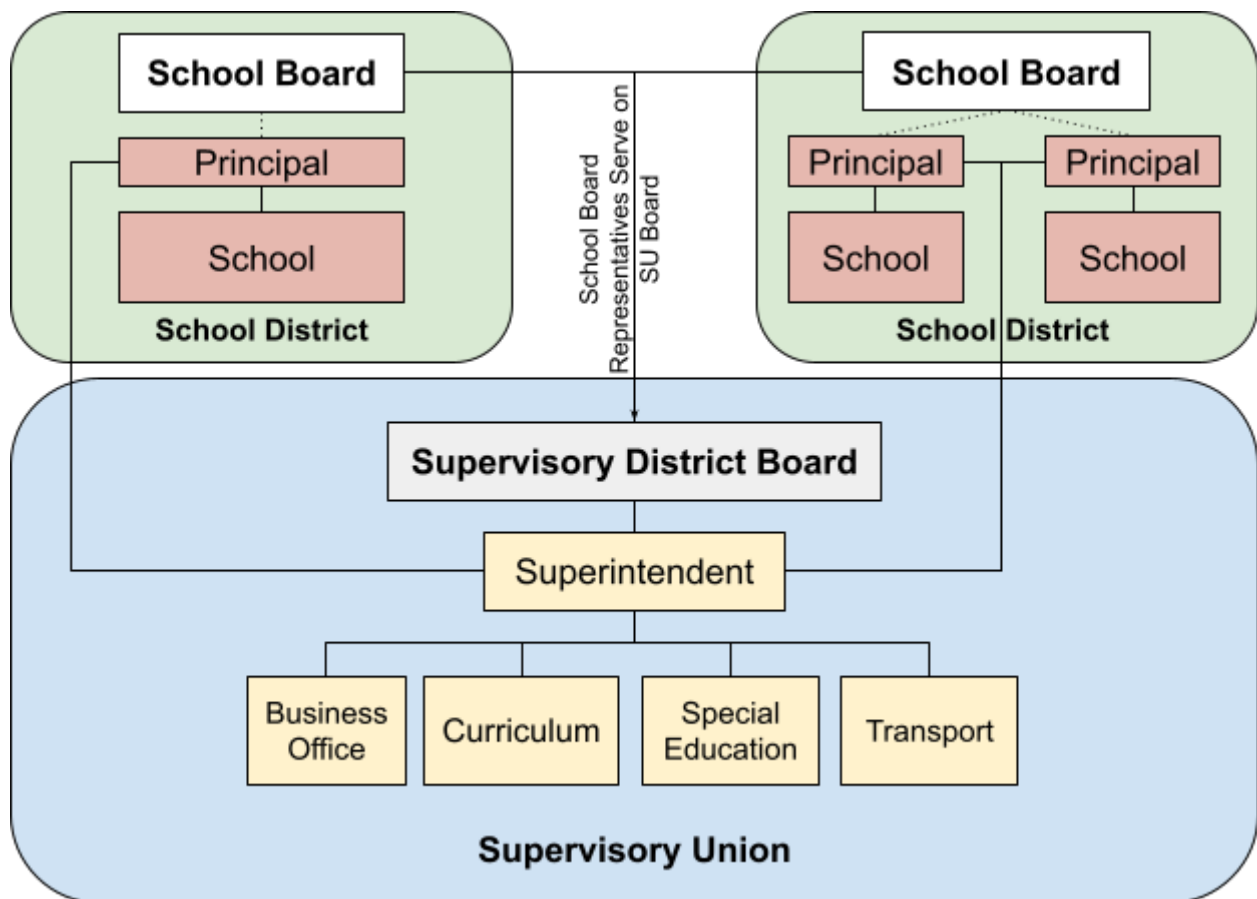 School Board
Principal
School
School District
School Board
Representatives Serve on
SU Board
School Board
Principal
Principal
School
School
School District
Supervisory District Board
Superintendent
Business
Office
Curriculum
Special
Education
Transport
Supervisory Union